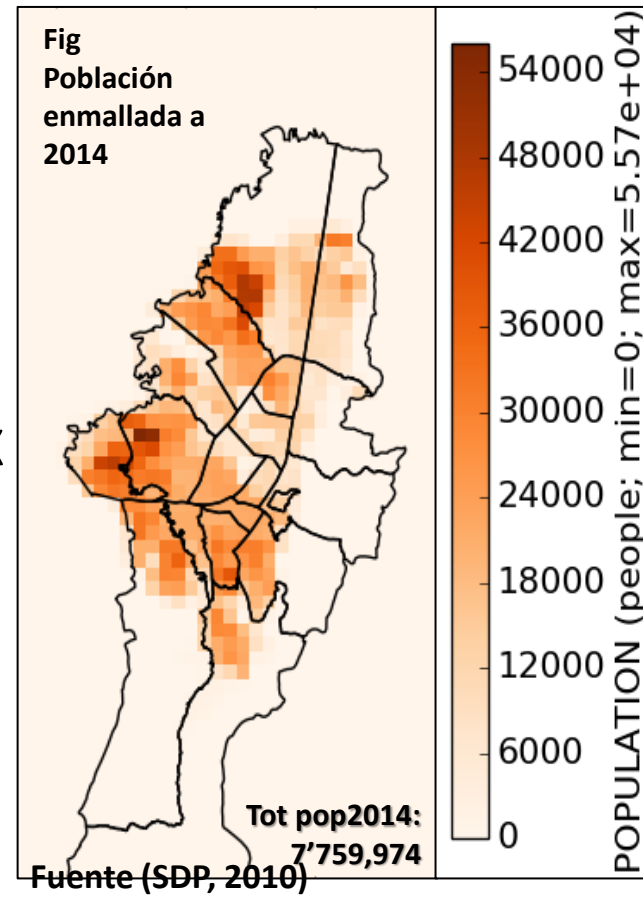 Fig
Población
enmallada a
2014
54000
48000
42000
36000
30000
24000
18000
12000
6000
0
POPULATION (people; min=0; max=5.57e+04)
Tot pop2014:
7’759,974
Fuente (SDP, 2010)